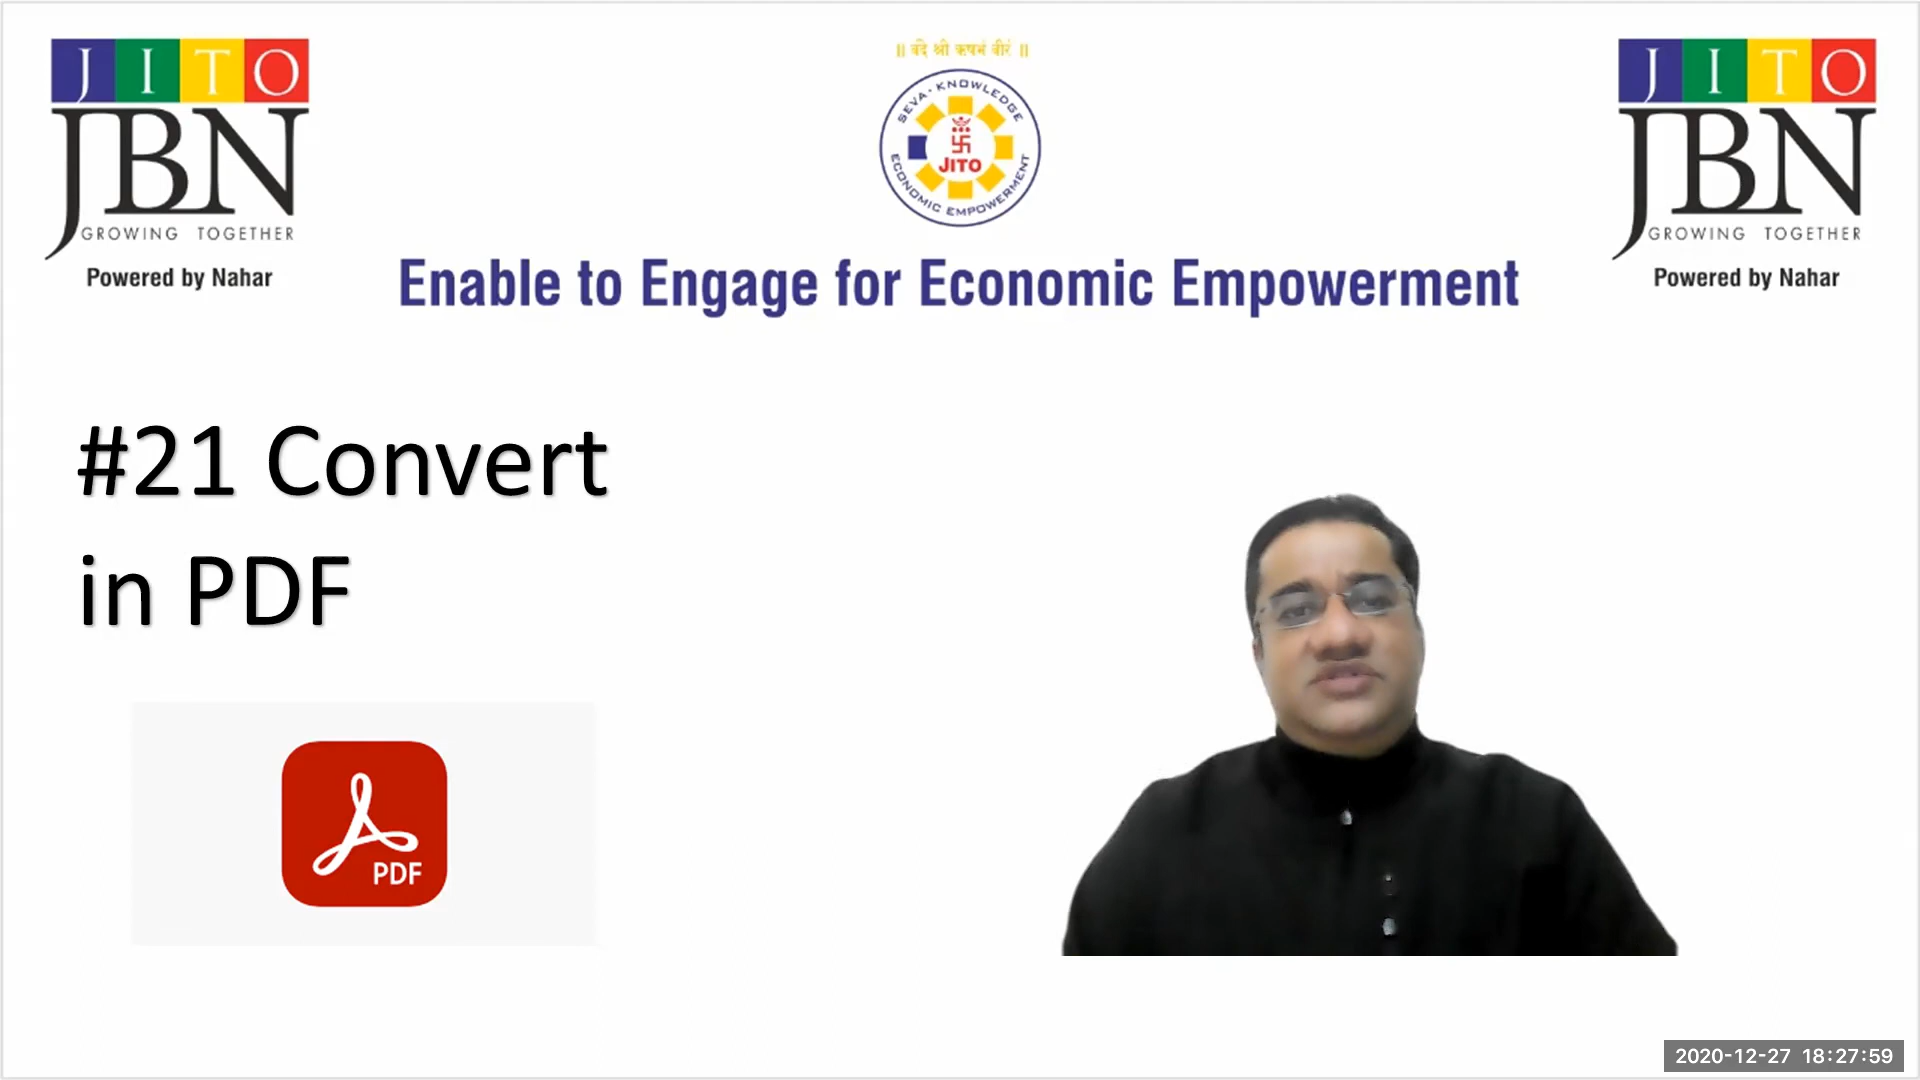 JITO
JBN
GROWING TOGETHER
Powered by Nahar
|| वंदे श्री ऋषभं वीरं ||
SEVA - KNOWLEDGE
JITO
ECONOMIC EMPOWERMENT
JITO
JBN
GROWING TOGETHER
Powered by Nahar
Enable to Engage for Economic Empowerment
#21 Convert
in PDF
PDF
2020-12-27 18:27:59